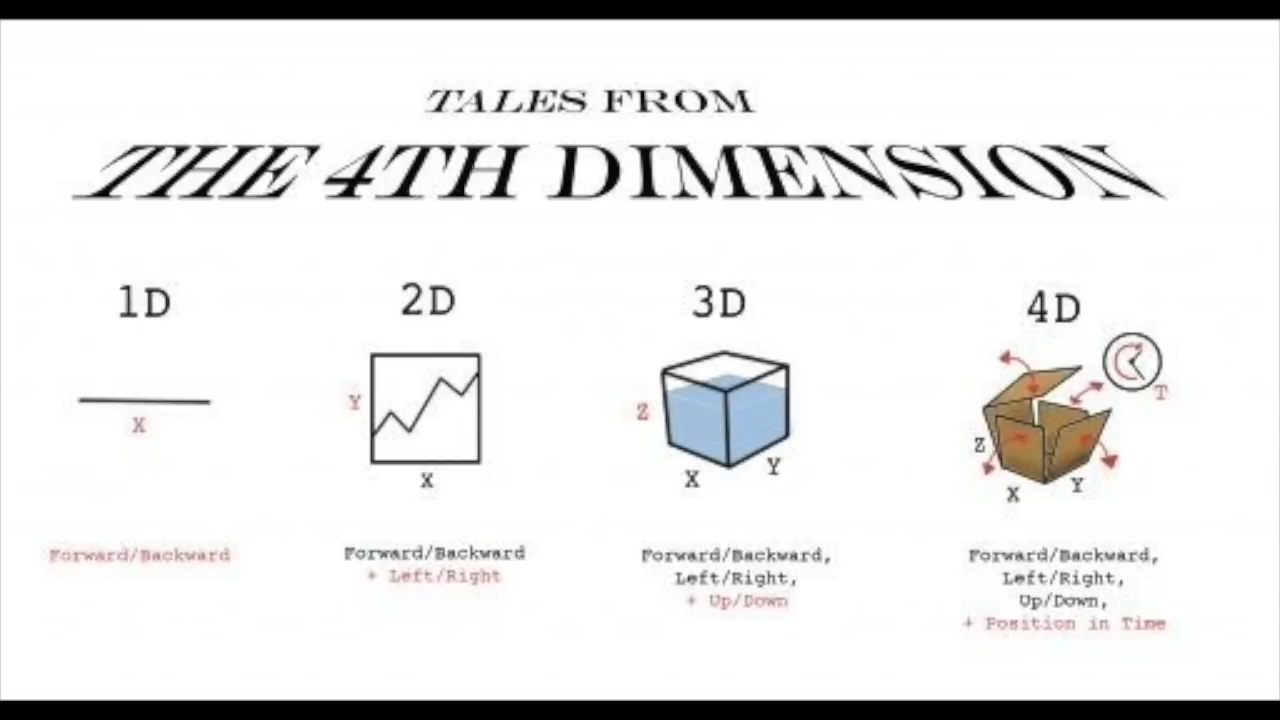 TALES FROM
THE 4TH DIMENSION
1D
2D
3D
4D
X
Y
X
Z
X
Y
Z
X
Y
T
Forward/Backward
Forward/Backward
+ Left/Right
Forward/Backward,
Left/Right,
+ Up/Down
Forward/Backward,
Left/Right,
Up/Down,
+ Position in Time